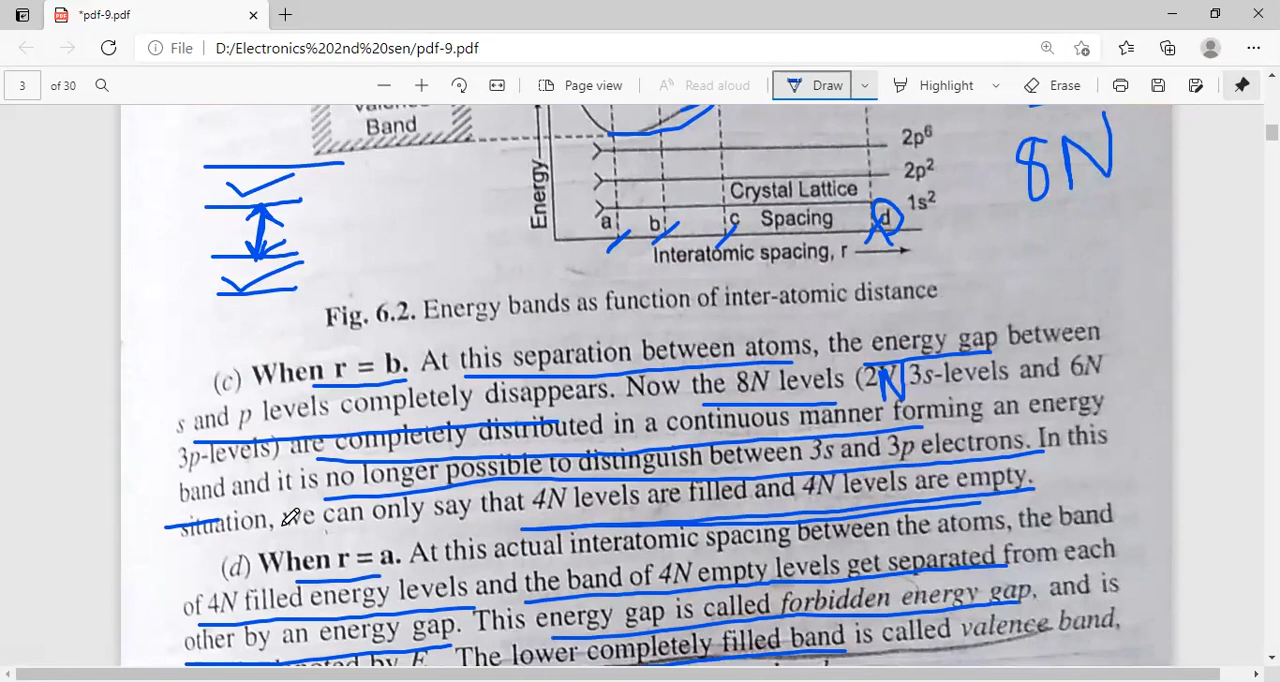 *pdf-9.pdf
File | D:/Electronics%202nd%20sen/pdf-9.pdf
3 of 30 Page view Read aloud Draw Highlight Erase
Band
Energy
2p⁶
2p²
1s²
Crystal Lattice
Spacing
a b c d
Interatomic spacing, r
8N
Fig. 6.2. Energy bands as function of inter-atomic distance
(c) When r = b. At this separation between atoms, the energy gap between
s and p levels completely disappears. Now the 8N levels (2N 3s-levels and 6N
3p-levels) are completely distributed in a continuous manner forming an energy
band and it is no longer possible to distinguish between 3s and 3p electrons. In this
situation, we can only say that 4N levels are filled and 4N levels are empty.
(d) When r = a. At this actual interatomic spacing between the atoms, the band
of 4N filled energy levels and the band of 4N empty levels get separated from each
other by an energy gap. This energy gap is called forbidden energy gap, and is
by E The lower completely filled band is called valence band,